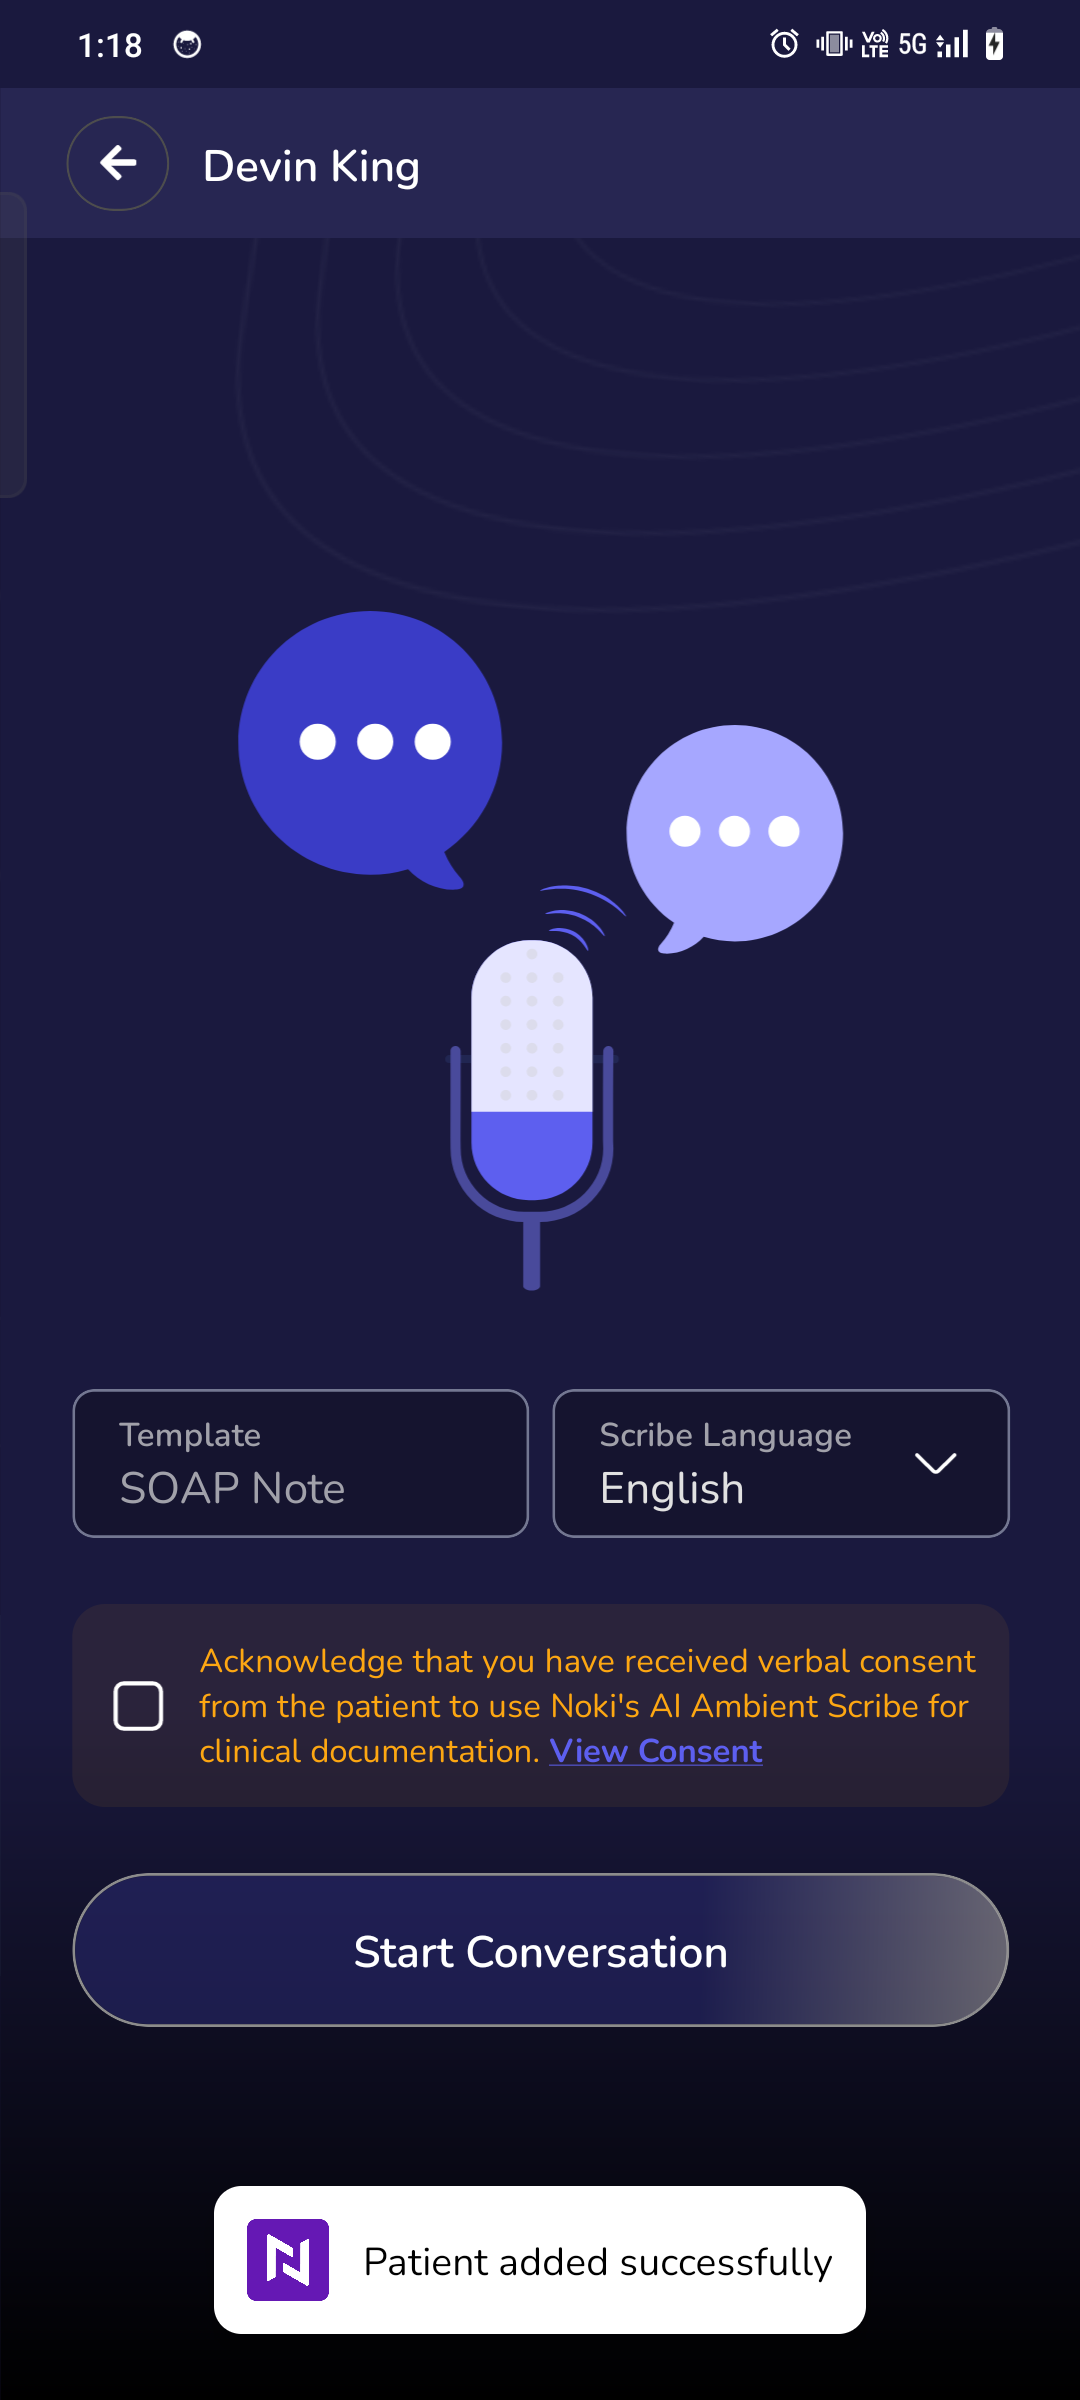 1:18
Vo) LTE 5G
Devin King
Template
SOAP Note
Scribe Language
English
Acknowledge that you have received verbal consent
from the patient to use Noki's AI Ambient Scribe for
clinical documentation. View Consent
Start Conversation
Patient added successfully